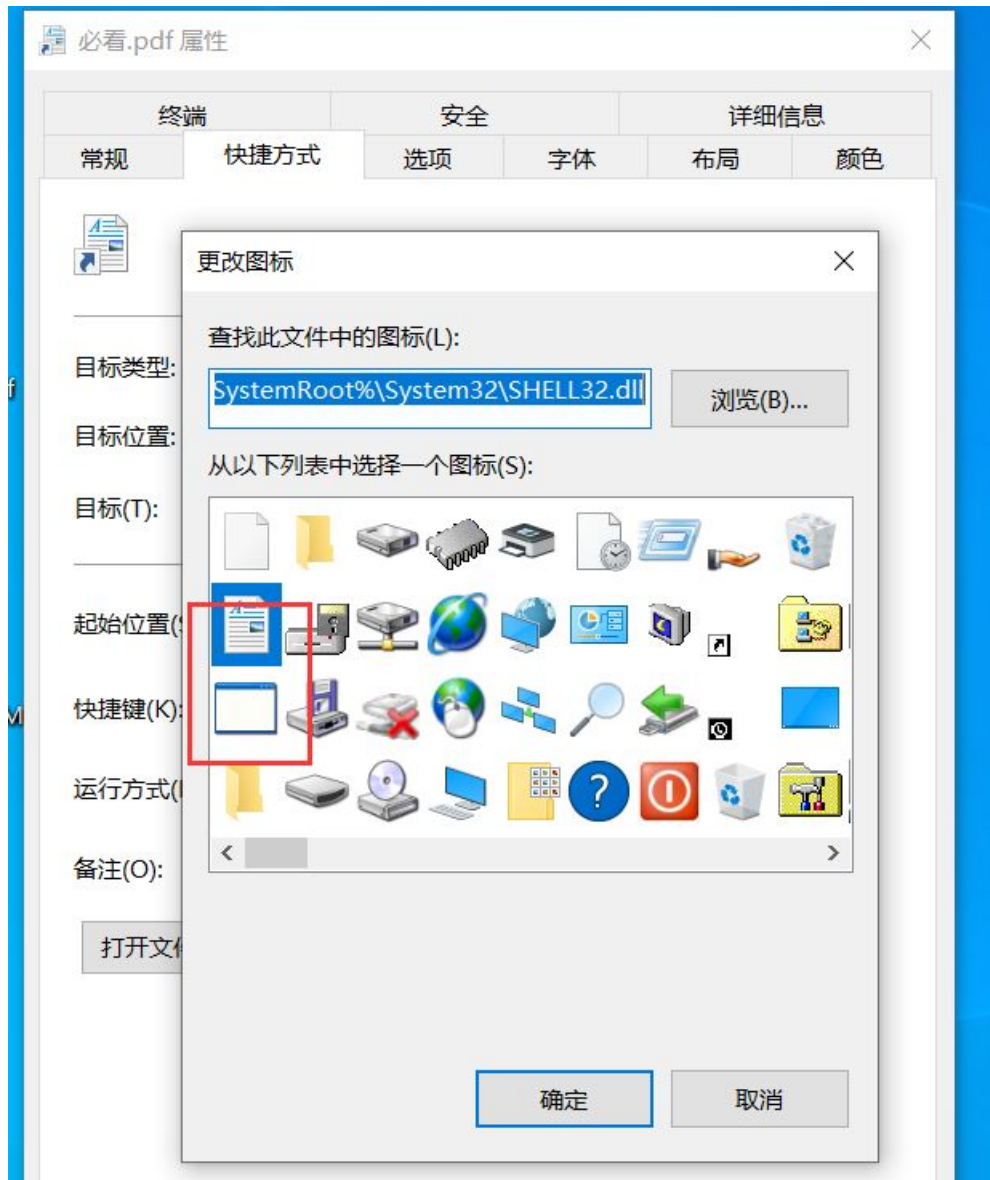 必看.pdf 属性
终端 安全 详细信息
常规 快捷方式 选项 字体 布局 颜色
更改图标
查找此文件中的图标(L):
目标类型:
SystemRoot%\System32\SHELL32.dll
浏览(B)...
目标位置:
从以下列表中选择一个图标(S):
目标(T):
起始位置(
快捷键(K):
运行方式(
备注(O):
打开文
确定 取消